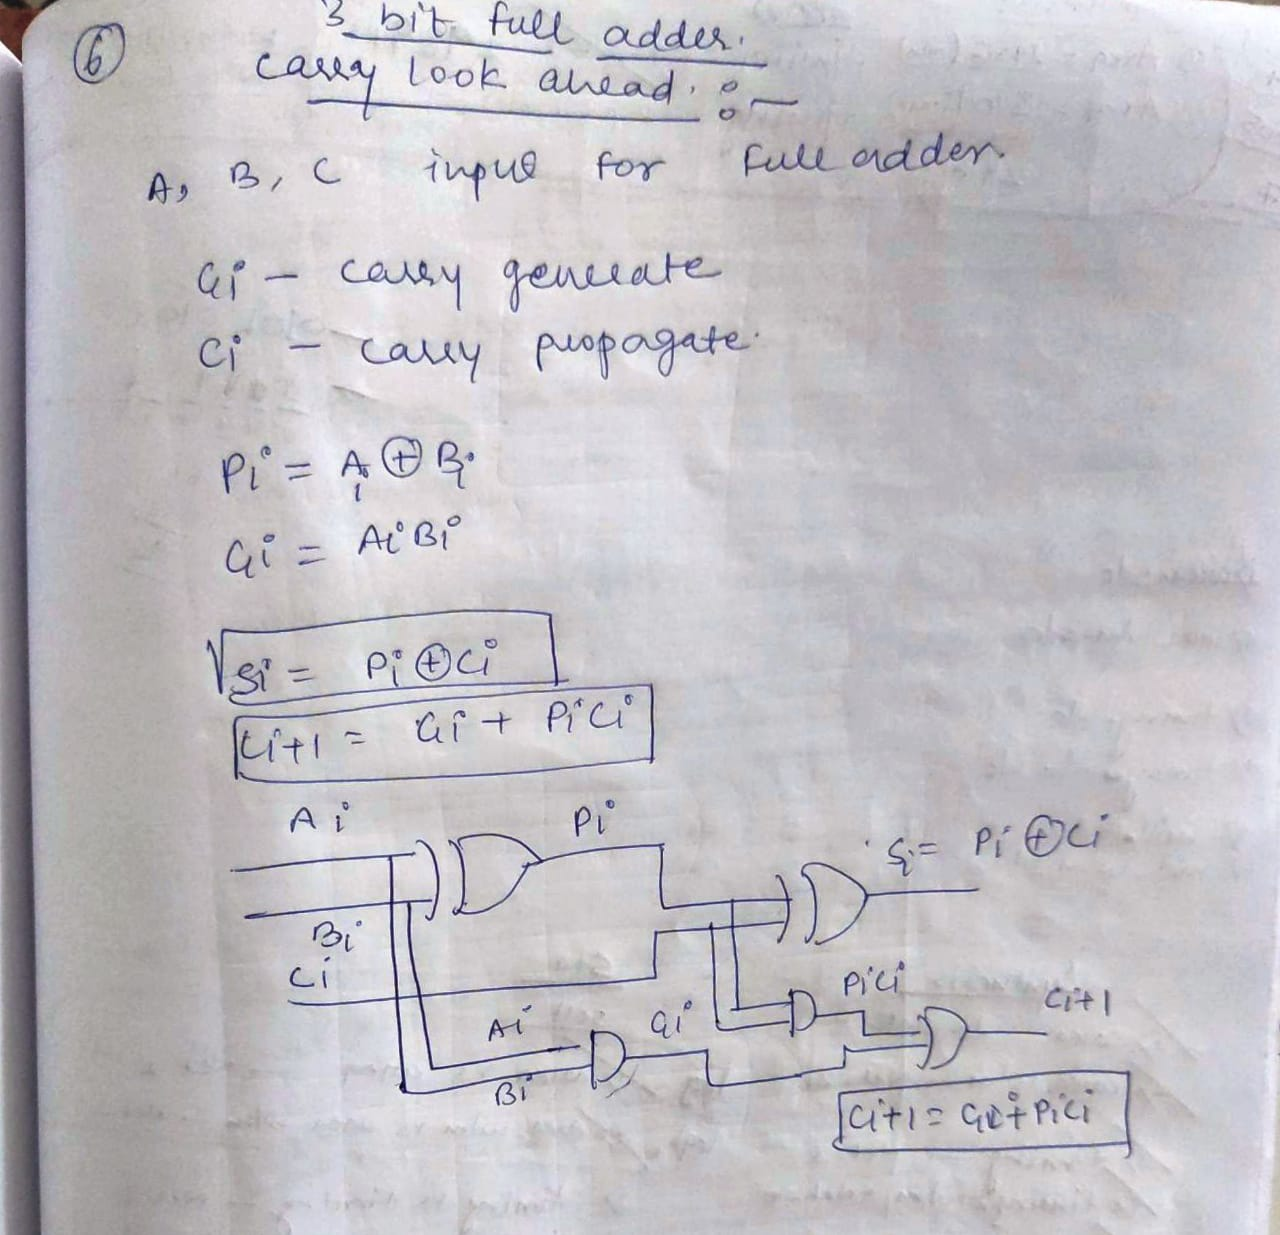 6
3 bit full adder.
carry look ahead. :-
A, B, C input for full adder.
Gi - carry generate
Ci - carry propagate.
Pi = Ai ⊕ Bi
Gi = AiBi
Si = Pi ⊕ Ci
Ci+1 = Gi + PiCi
Ai Pi
Si = Pi ⊕ Ci
Bi
Ci
PiCi Ci+1
Ai Gi
Bi
Ci+1 = Gi + PiCi